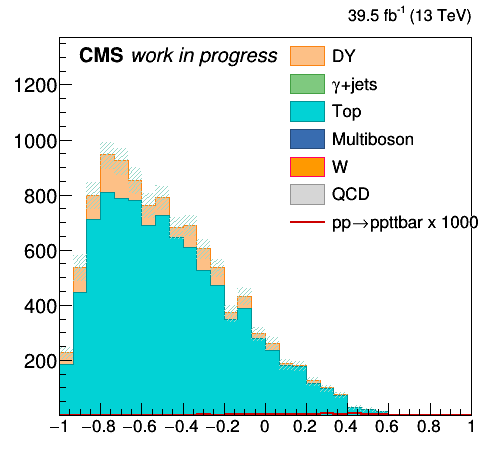 39.5 fb⁻¹ (13 TeV)
CMS work in progress
DY
γ+jets
Top
Multiboson
W
QCD
pp→ppttbar x 1000
1200
1000
800
600
400
200
−1 −0.8 −0.6 −0.4 −0.2 0 0.2 0.4 0.6 0.8 1